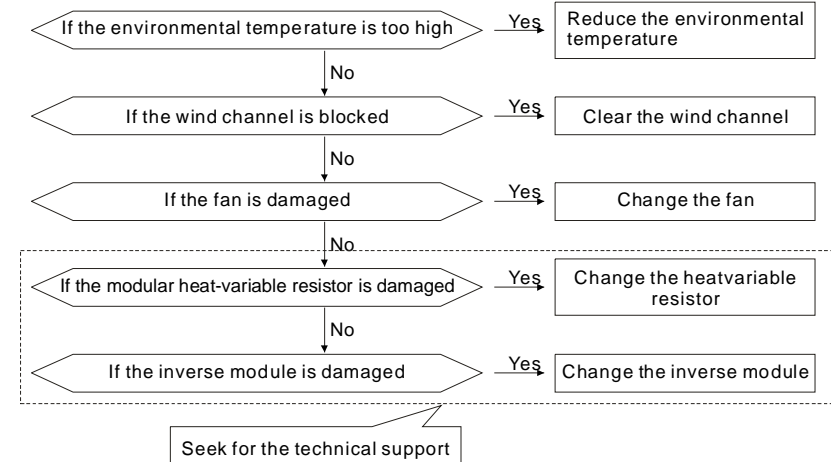 If the environmental temperature is too high
Yes
Reduce the environmental
temperature
No
If the wind channel is blocked
Yes
Clear the wind channel
No
If the fan is damaged
Yes
Change the fan
No
If the modular heat-variable resistor is damaged
Yes
Change the heatvariable
resistor
No
If the inverse module is damaged
Yes
Change the inverse module
Seek for the technical support